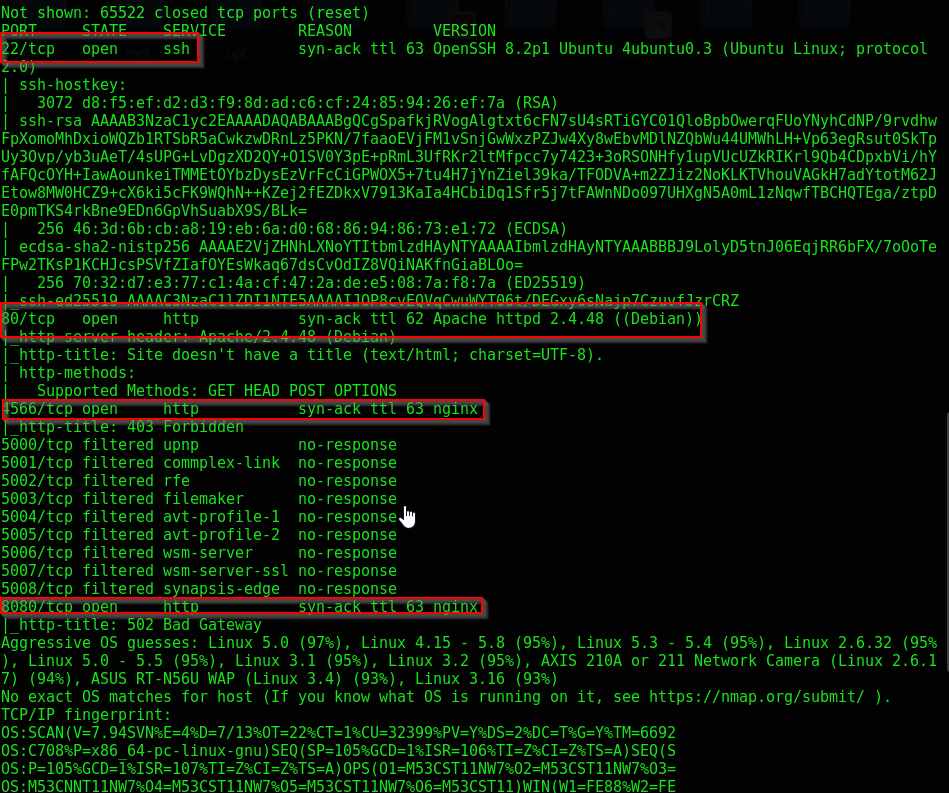 Not shown: 65522 closed tcp ports (reset)
PORT     STATE    SERVICE        REASON         VERSION
22/tcp   open     ssh            syn-ack ttl 63 OpenSSH 8.2p1 Ubuntu 4ubuntu0.3 (Ubuntu Linux; protocol
2.0)
| ssh-hostkey:
|   3072 d8:f5:ef:d2:d3:f9:8d:ad:c6:cf:24:85:94:26:ef:7a (RSA)
| ssh-rsa AAAAB3NzaC1yc2EAAAADAQABAAABgQCgSpafkjRVogAlgtxt6cFN7sU4sRTiGYC01QloBpbOwerqFUoYNyhCdNP/9rvdhw
FpXomoMhDxioWQZb1RTSbR5aCwkzwDRnLz5PKN/7faaoEVjFM1vSnjGwWxzPZJw4Xy8wEbvMDlNZQbWu44UMWhLH+Vp63egRsut0SkTp
Uy3Ovp/yb3uAeT/4sUPG+LvDgzXD2QY+O1SV0Y3pE+pRmL3UfRKr2ltMfpcc7y7423+3oRSONHfy1upVUcUZkRIKrl9Qb4CDpxbVi/hY
fAFQcOYH+IawAounkeiTMMEtOYbzDysEzVrFcCiGPWOX5+7tu4H7jYnZiel39ka/TFODVA+m2ZJiz2NoKLKTVhouVAGkH7adYtotM62J
Etow8MW0HCZ9+cX6ki5cFK9WQhN++KZej2fEZDkxV7913KaIa4HCbiDq1Sfr5j7tFAWnNDo097UHXgN5A0mL1zNqwfTBCHQTEga/ztpD
E0pmTKS4rkBne9EDn6GpVhSuabX9S/BLk=
|   256 46:3d:6b:cb:a8:19:eb:6a:d0:68:86:94:86:73:e1:72 (ECDSA)
| ecdsa-sha2-nistp256 AAAAE2VjZHNhLXNoYTItbmlzdHAyNTYAAAAIbmlzdHAyNTYAAABBBJ9LolyD5tnJ06EqjRR6bFX/7oOoTe
FPw2TKsP1KCHJcsPSVfZIafOYEsWkaq67dsCvOdIZ8VQiNAKfnGiaBLOo=
|   256 70:32:d7:e3:77:c1:4a:cf:47:2a:de:e5:08:7a:f8:7a (ED25519)
|_ssh-ed25519 AAAAC3NzaC1lZDI1NTE5AAAAIJOP8cvEQVqCwuWYT06t/DEGxy6sNajp7CzuvfJzrCRZ
80/tcp   open     http           syn-ack ttl 62 Apache httpd 2.4.48 ((Debian))
|_http-server-header: Apache/2.4.48 (Debian)
|_http-title: Site doesn't have a title (text/html; charset=UTF-8).
| http-methods:
|_  Supported Methods: GET HEAD POST OPTIONS
4566/tcp open     http           syn-ack ttl 63 nginx
|_http-title: 403 Forbidden
5000/tcp filtered upnp           no-response
5001/tcp filtered commplex-link  no-response
5002/tcp filtered rfe            no-response
5003/tcp filtered filemaker      no-response
5004/tcp filtered avt-profile-1  no-response
5005/tcp filtered avt-profile-2  no-response
5006/tcp filtered wsm-server     no-response
5007/tcp filtered wsm-server-ssl no-response
5008/tcp filtered synapsis-edge  no-response
8080/tcp open     http           syn-ack ttl 63 nginx
|_http-title: 502 Bad Gateway
Aggressive OS guesses: Linux 5.0 (97%), Linux 4.15 - 5.8 (95%), Linux 5.3 - 5.4 (95%), Linux 2.6.32 (95%
), Linux 5.0 - 5.5 (95%), Linux 3.1 (95%), Linux 3.2 (95%), AXIS 210A or 211 Network Camera (Linux 2.6.1
7) (94%), ASUS RT-N56U WAP (Linux 3.4) (93%), Linux 3.16 (93%)
No exact OS matches for host (If you know what OS is running on it, see https://nmap.org/submit/ ).
TCP/IP fingerprint:
OS:SCAN(V=7.94SVN%E=4%D=7/13%OT=22%CT=1%CU=32399%PV=Y%DS=2%DC=T%G=Y%TM=6692
OS:C708%P=x86_64-pc-linux-gnu)SEQ(SP=105%GCD=1%ISR=106%TI=Z%CI=Z%TS=A)SEQ(S
OS:P=105%GCD=1%ISR=107%TI=Z%CI=Z%TS=A)OPS(O1=M53CST11NW7%O2=M53CST11NW7%O3=
OS:M53CNNT11NW7%O4=M53CST11NW7%O5=M53CST11NW7%O6=M53CST11)WIN(W1=FE88%W2=FE